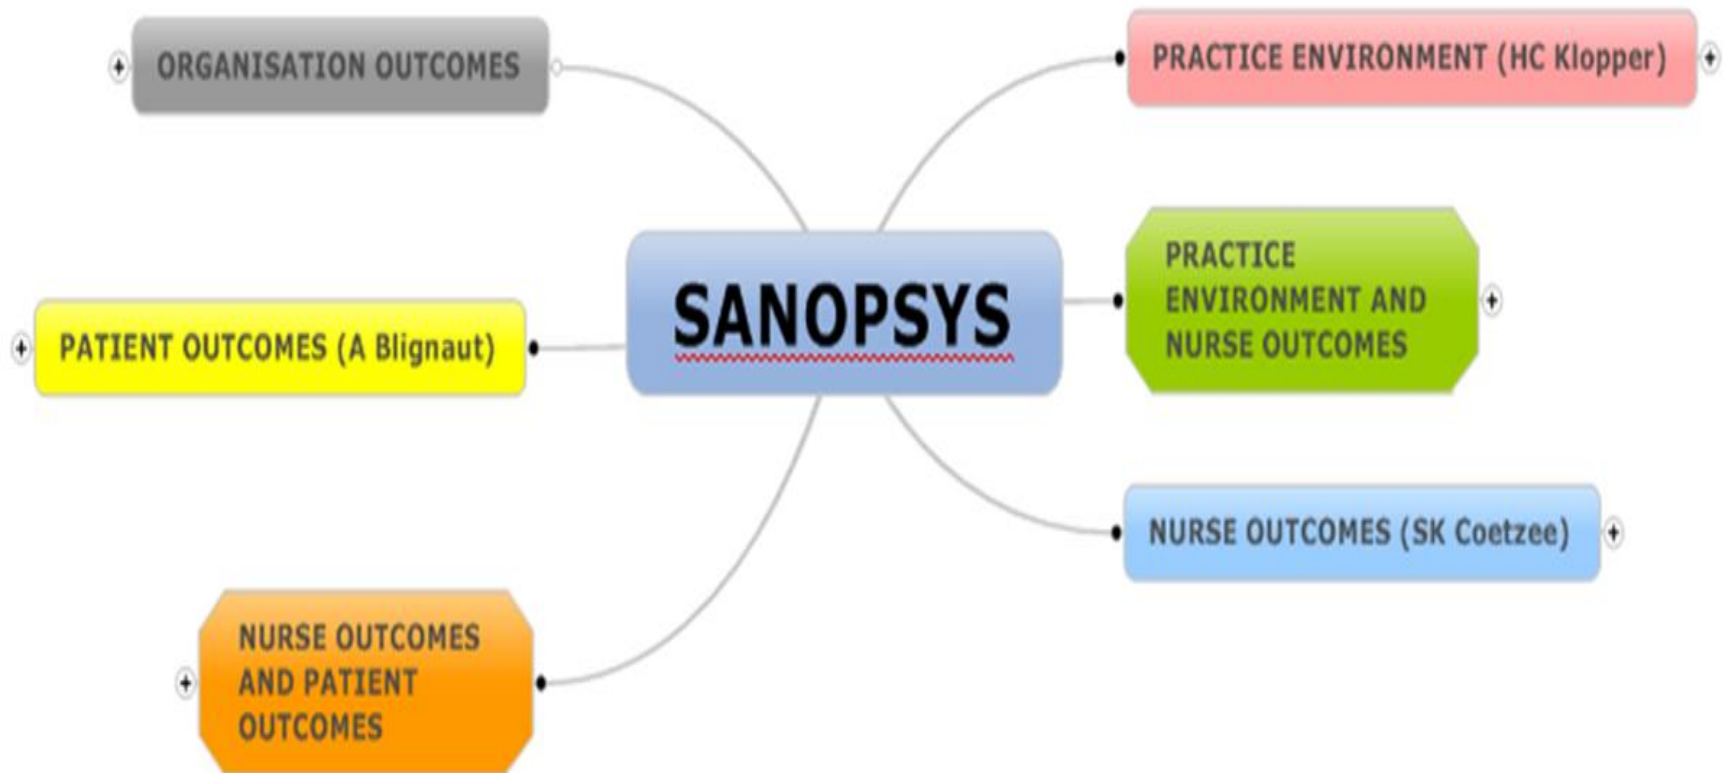 ORGANISATION OUTCOMES
PRACTICE ENVIRONMENT (HC Klopper)
SANOPSYS
PRACTICE
ENVIRONMENT AND
NURSE OUTCOMES
PATIENT OUTCOMES (A Blignaut)
NURSE OUTCOMES (SK Coetzee)
NURSE OUTCOMES
AND PATIENT
OUTCOMES